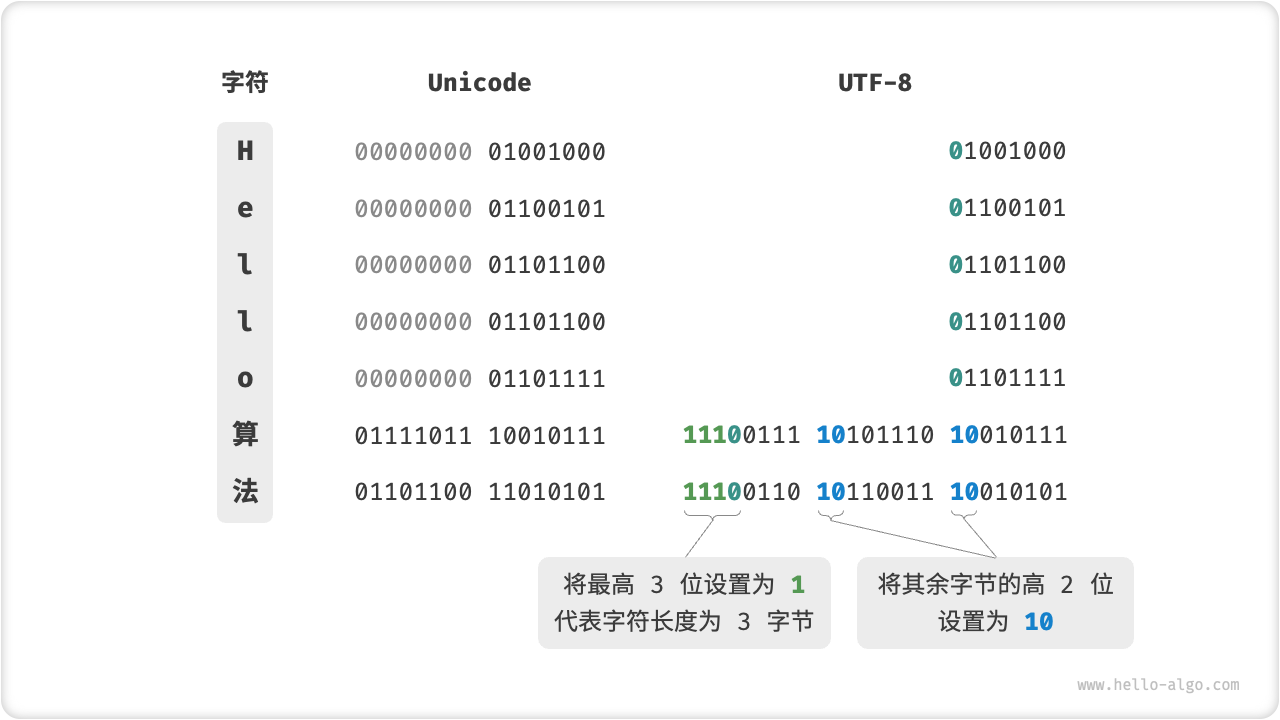 字符 Unicode UTF-8
H 00000000 01001000 01001000
e 00000000 01100101 01100101
l 00000000 01101100 01101100
l 00000000 01101100 01101100
o 00000000 01101111 01101111
算 01111011 10010111 11100111 10101110 10010111
法 01101100 11010101 11100110 10110011 10010101
将最高 3 位设置为 1
代表字符长度为 3 字节
将其余字节的高 2 位
设置为 10
www.hello-algo.com